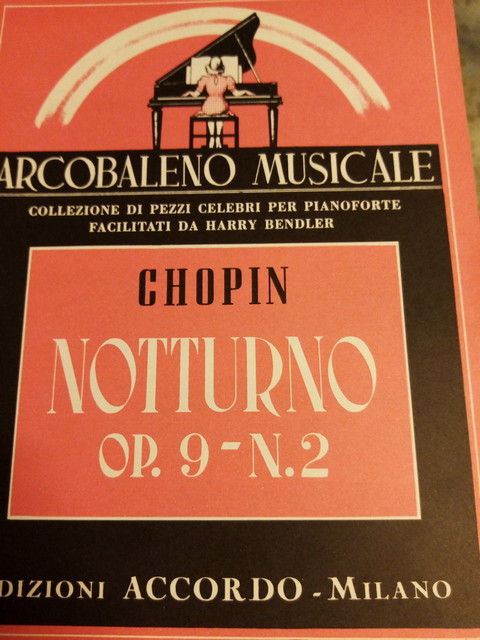 ARCOBALENO MUSICALE
COLLEZIONE DI PEZZI CELEBRI PER PIANOFORTE
FACILITATI DA HARRY BENDLER
CHOPIN
NOTTURNO
OP. 9 - N. 2
DIZIONI ACCORDO - MILANO